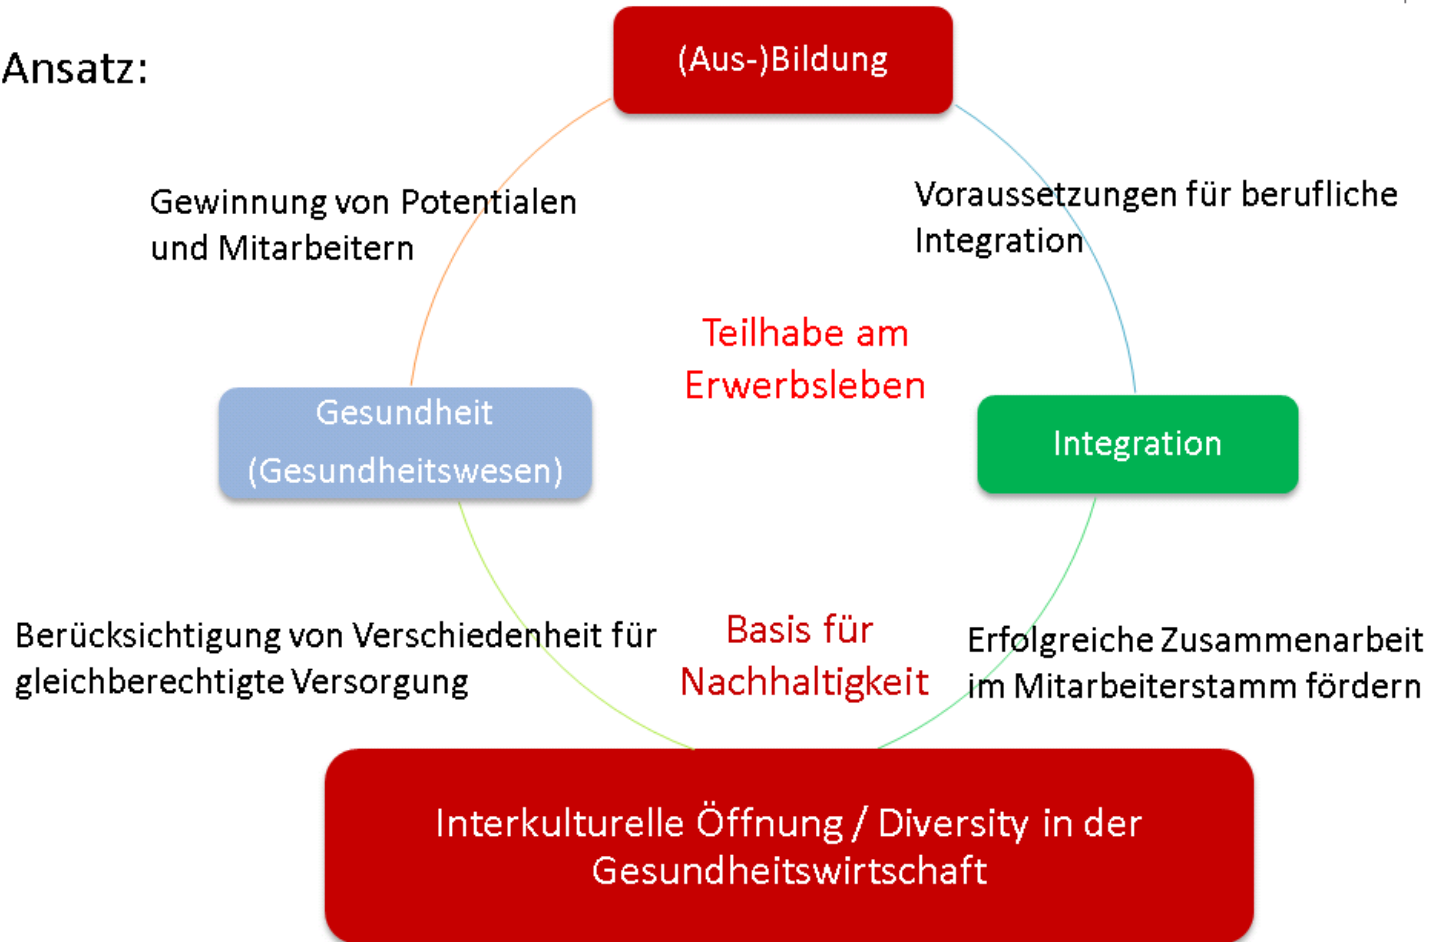 Ansatz:
(Aus-)Bildung
Gewinnung von Potentialen
und Mitarbeitern
Voraussetzungen für berufliche
Integration
Teilhabe am
Erwerbsleben
Gesundheit
(Gesundheitswesen)
Integration
Berücksichtigung von Verschiedenheit für
gleichberechtigte Versorgung
Basis für
Nachhaltigkeit
Erfolgreiche Zusammenarbeit
im Mitarbeiterstamm fördern
Interkulturelle Öffnung / Diversity in der
Gesundheitswirtschaft